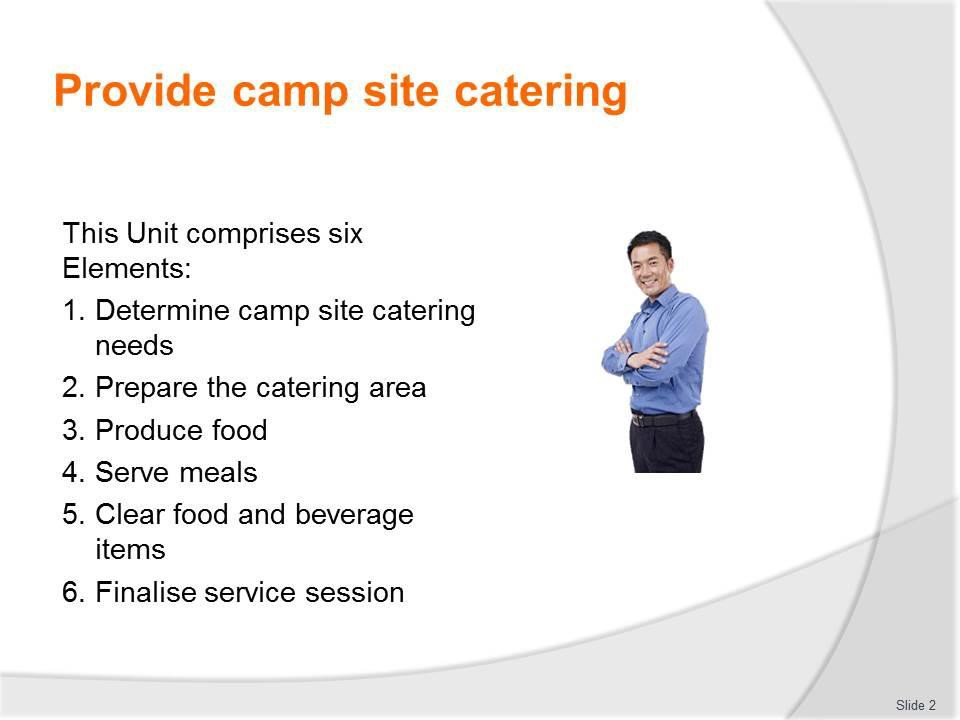 Provide camp site catering
This Unit comprises six
Elements:
1. Determine camp site catering
needs
2. Prepare the catering area
3. Produce food
4. Serve meals
5. Clear food and beverage
items
6. Finalise service session
Slide 2